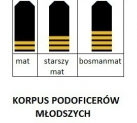 mat starszy mat bosmanmat
KORPUS PODOFICERÓW
MŁODSZYCH